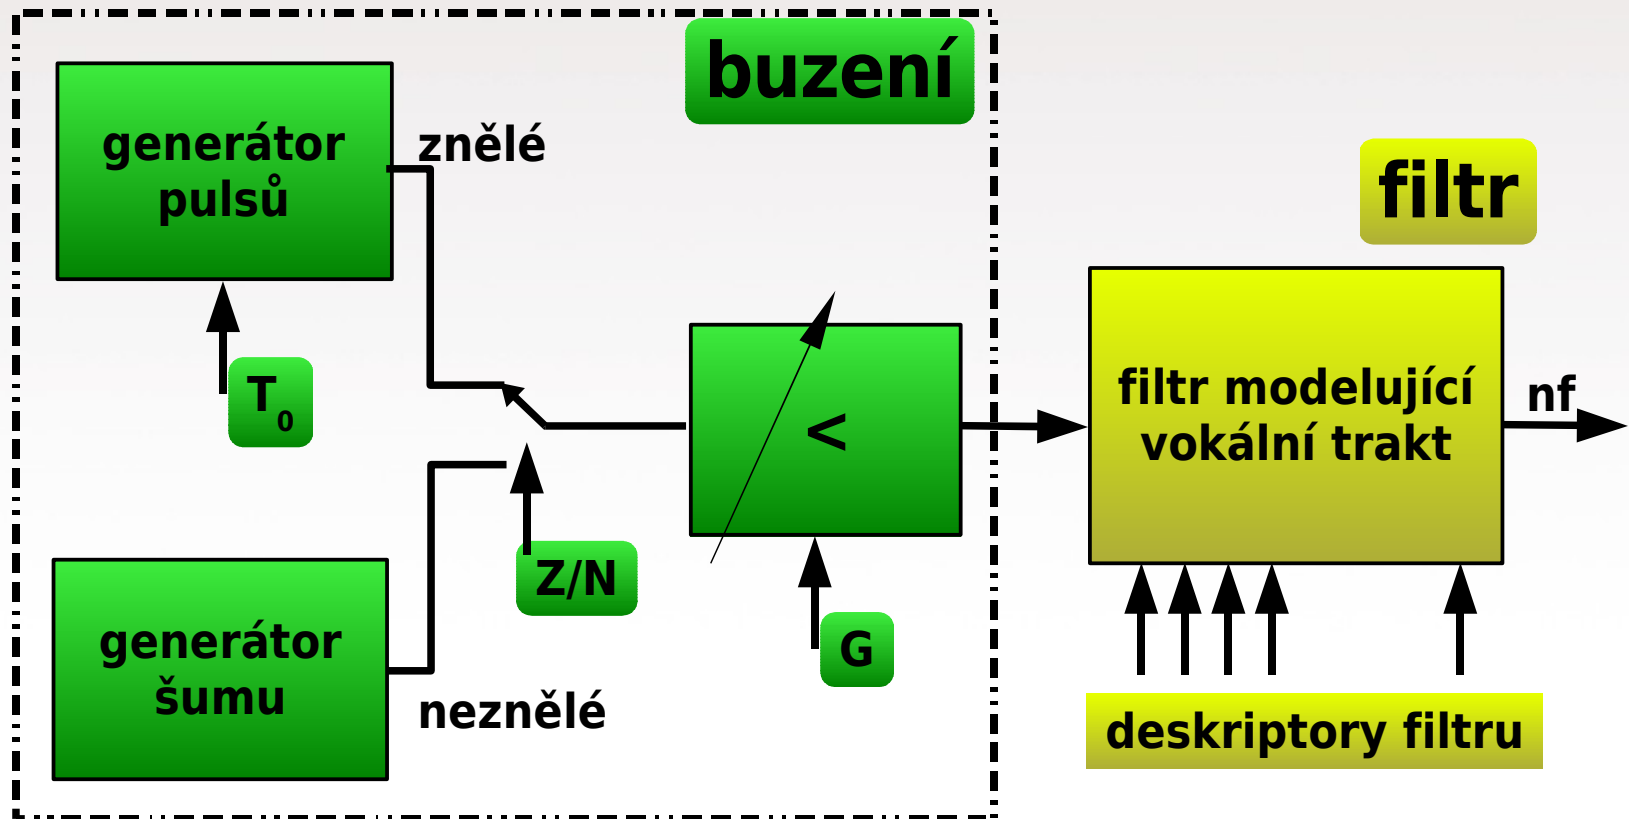 buzení
generátor
pulsů
znělé
T0
filtr
<
filtr modelující
vokální trakt
nf
Z/N
generátor
šumu
neznělé
G
deskriptory filtru